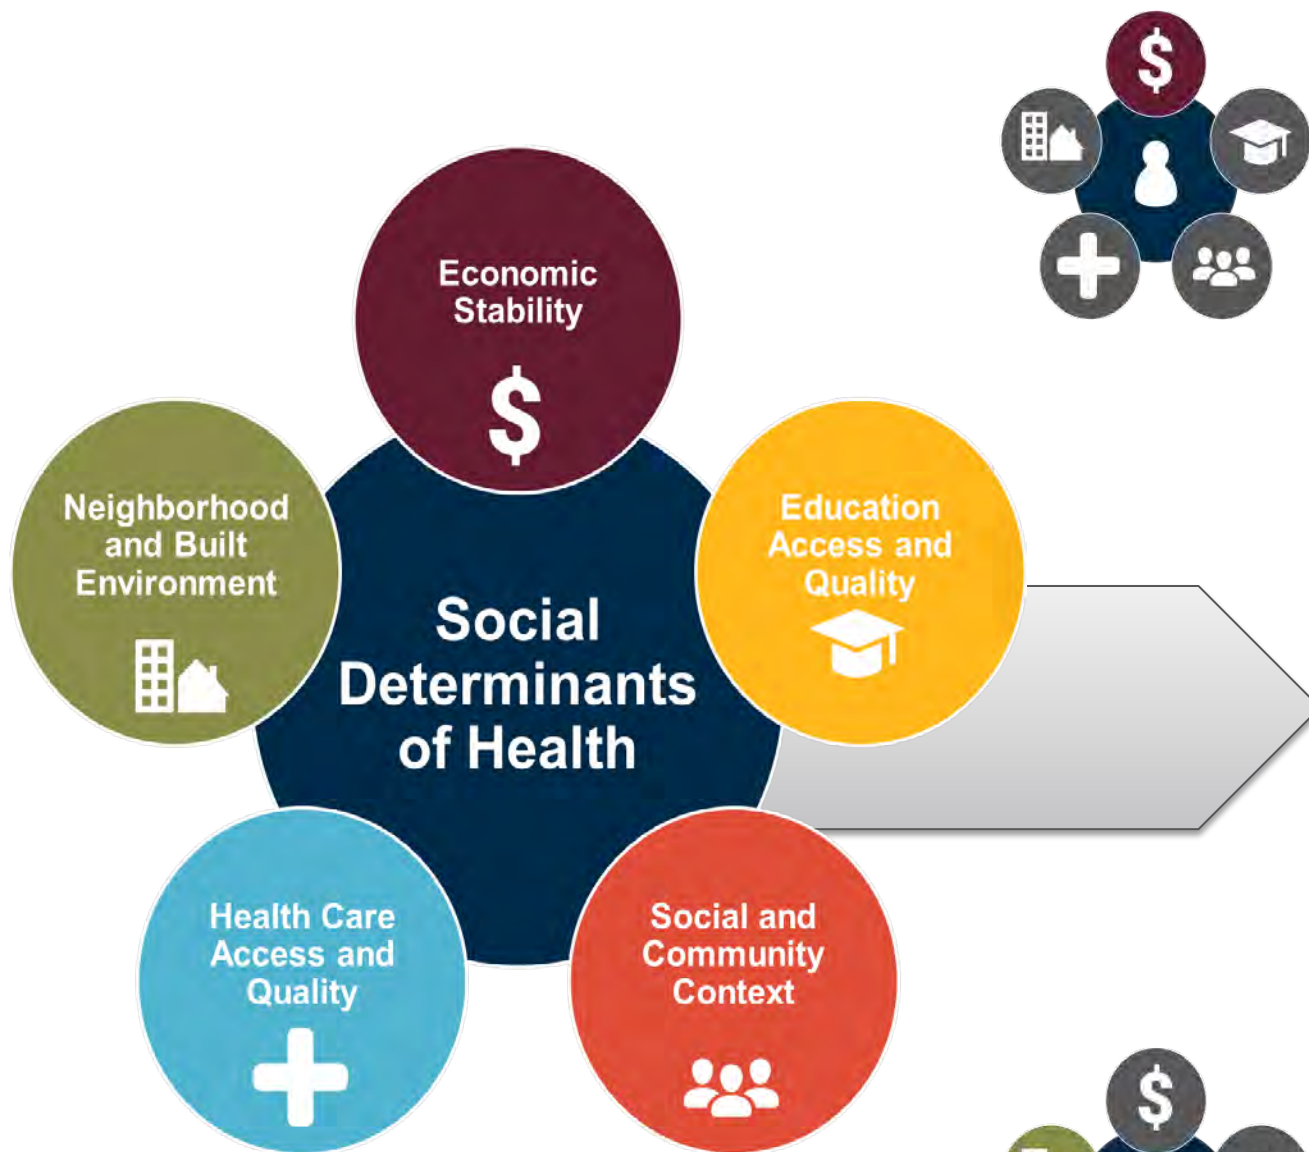 $
Economic
Stability
$
Neighborhood
and Built
Environment
Education
Access and
Quality
Social
Determinants
of Health
Health Care
Access and
Quality
Social and
Community
Context
$